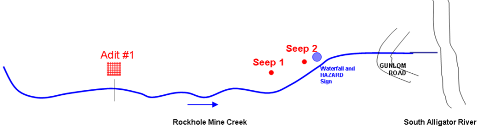 Adit #1
Seep 1
Seep 2
Waterfall and
HAZARD
Sign
GUNLOM
ROAD
Rockhole Mine Creek
South Alligator River